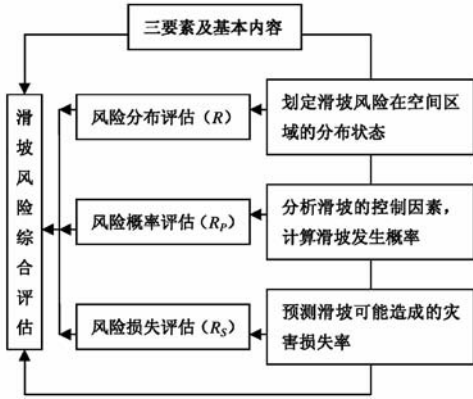 三要素及基本内容
滑坡风险综合评估
风险分布评估（R）
划定滑坡风险在空间区
域的分布状态
风险概率评估（RP）
分析滑坡的控制因素，
计算滑坡发生概率
风险损失评估（RS）
预测滑坡可能造成的灾
害损失率